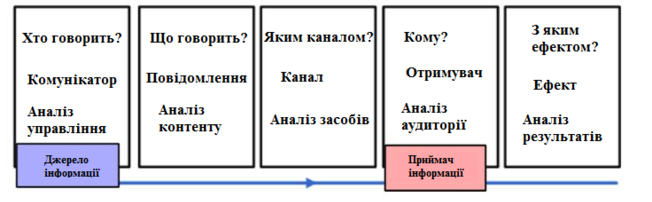 Хто говорить?
Комунікатор
Аналіз
управління
Джерело
інформації
Що говорить?
Повідомлення
Аналіз
контенту
Яким каналом?
Канал
Аналіз засобів
Кому?
Отримувач
Аналіз
аудиторії
Приймач
інформації
З яким
ефектом?
Ефект
Аналіз
результатів